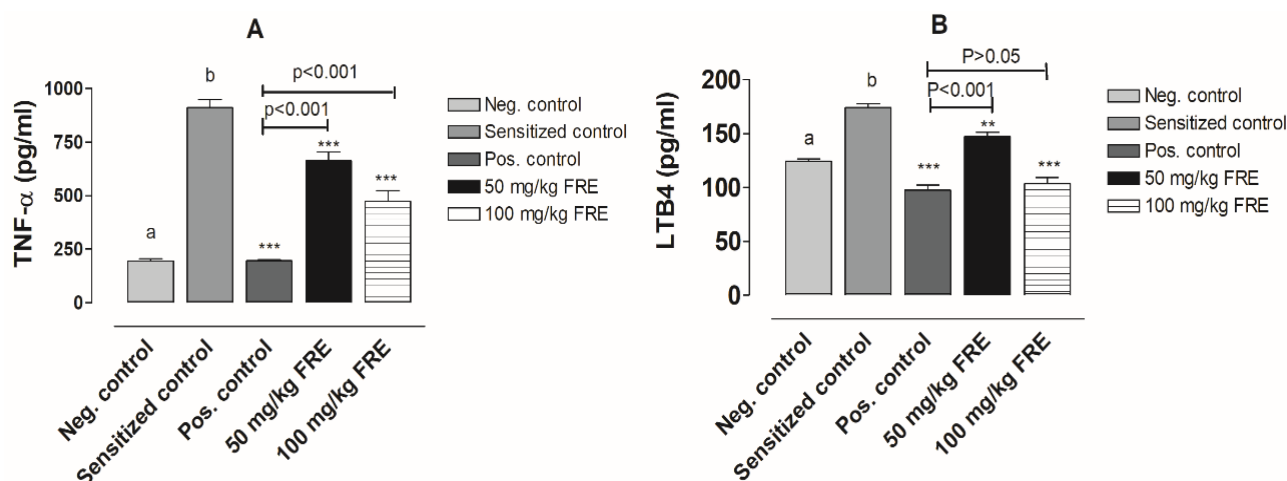 A
TNF-α (pg/ml)
1000
750
500
250
0
a
b
***
***
***
p<0.001
p<0.001
Neg. control
Sensitized control
Pos. control
50 mg/kg FRE
100 mg/kg FRE
Neg. control
Sensitized control
Pos. control
50 mg/kg FRE
100 mg/kg FRE
B
LTB4 (pg/ml)
200
150
100
50
0
a
b
***
**
***
P>0.05
P<0.001
Neg. control
Sensitized control
Pos. control
50 mg/kg FRE
100 mg/kg FRE
Neg. control
Sensitized control
Pos. control
50 mg/kg FRE
100 mg/kg FRE